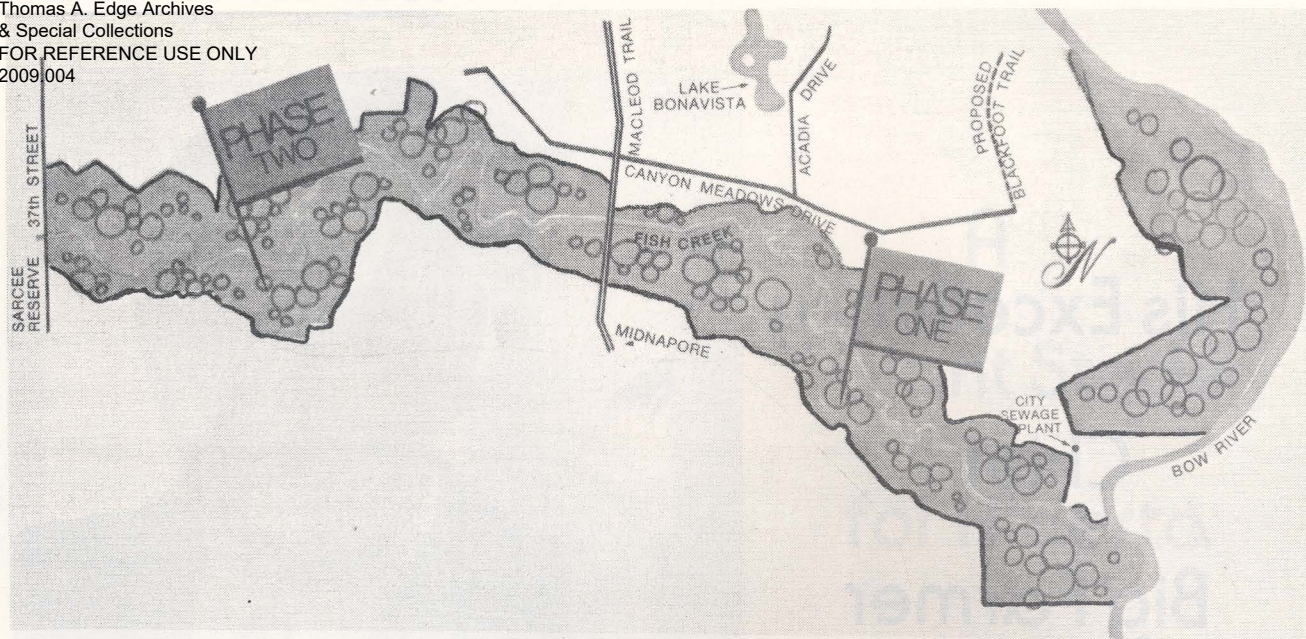 Thomas A. Edge Archives
& Special Collections
FOR REFERENCE USE ONLY
2009.004
SARCEE
RESERVE
37th STREET
PHASE
TWO
MACLEOD TRAIL
LAKE
BONAVISTA
ACADIA DRIVE
PROPOSED
BLACKFOOT TRAIL
CANYON MEADOWS DRIVE
FISH CREEK
N
PHASE
ONE
MIDNAPORE
CITY
SEWAGE
PLANT
BOW RIVER